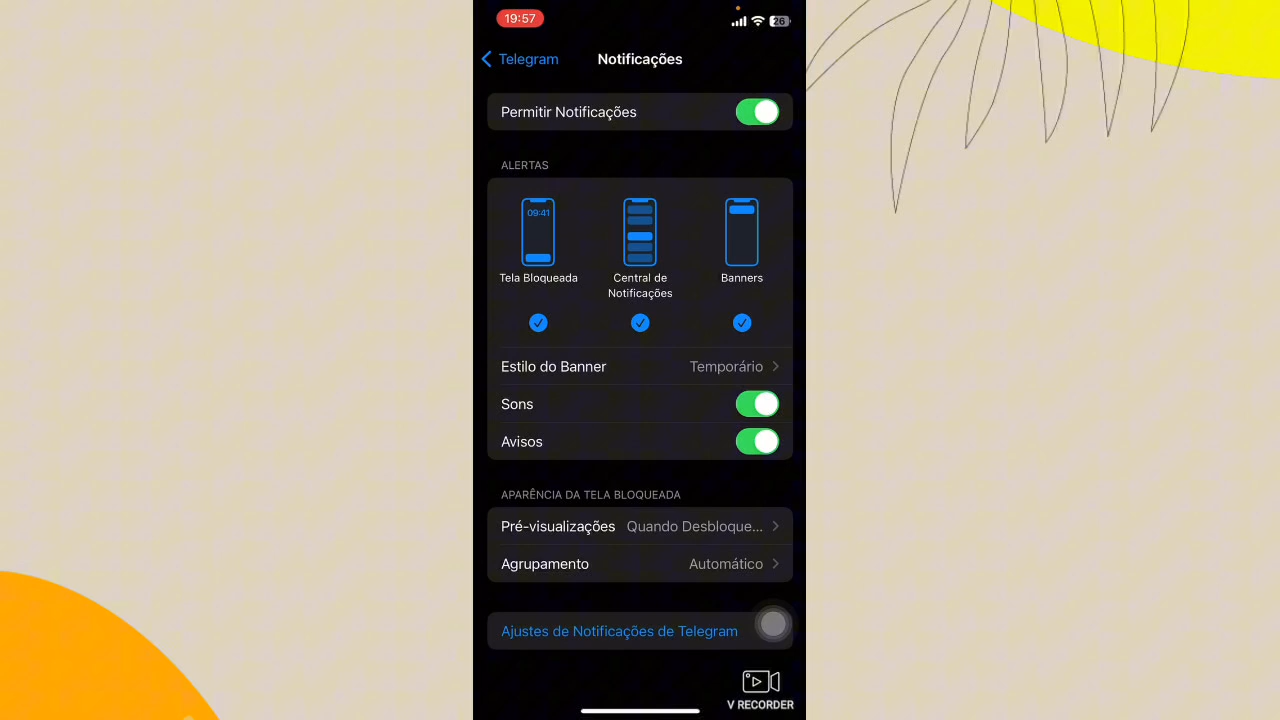 19:57
26
Telegram
Notificações
Permitir Notificações
ALERTAS
09:41
Tela Bloqueada
Central de
Notificações
Banners
Estilo do Banner
Temporário
Sons
Avisos
APARÊNCIA DA TELA BLOQUEADA
Pré-visualizações
Quando Desbloque...
Agrupamento
Automático
Ajustes de Notificações de Telegram
V RECORDER